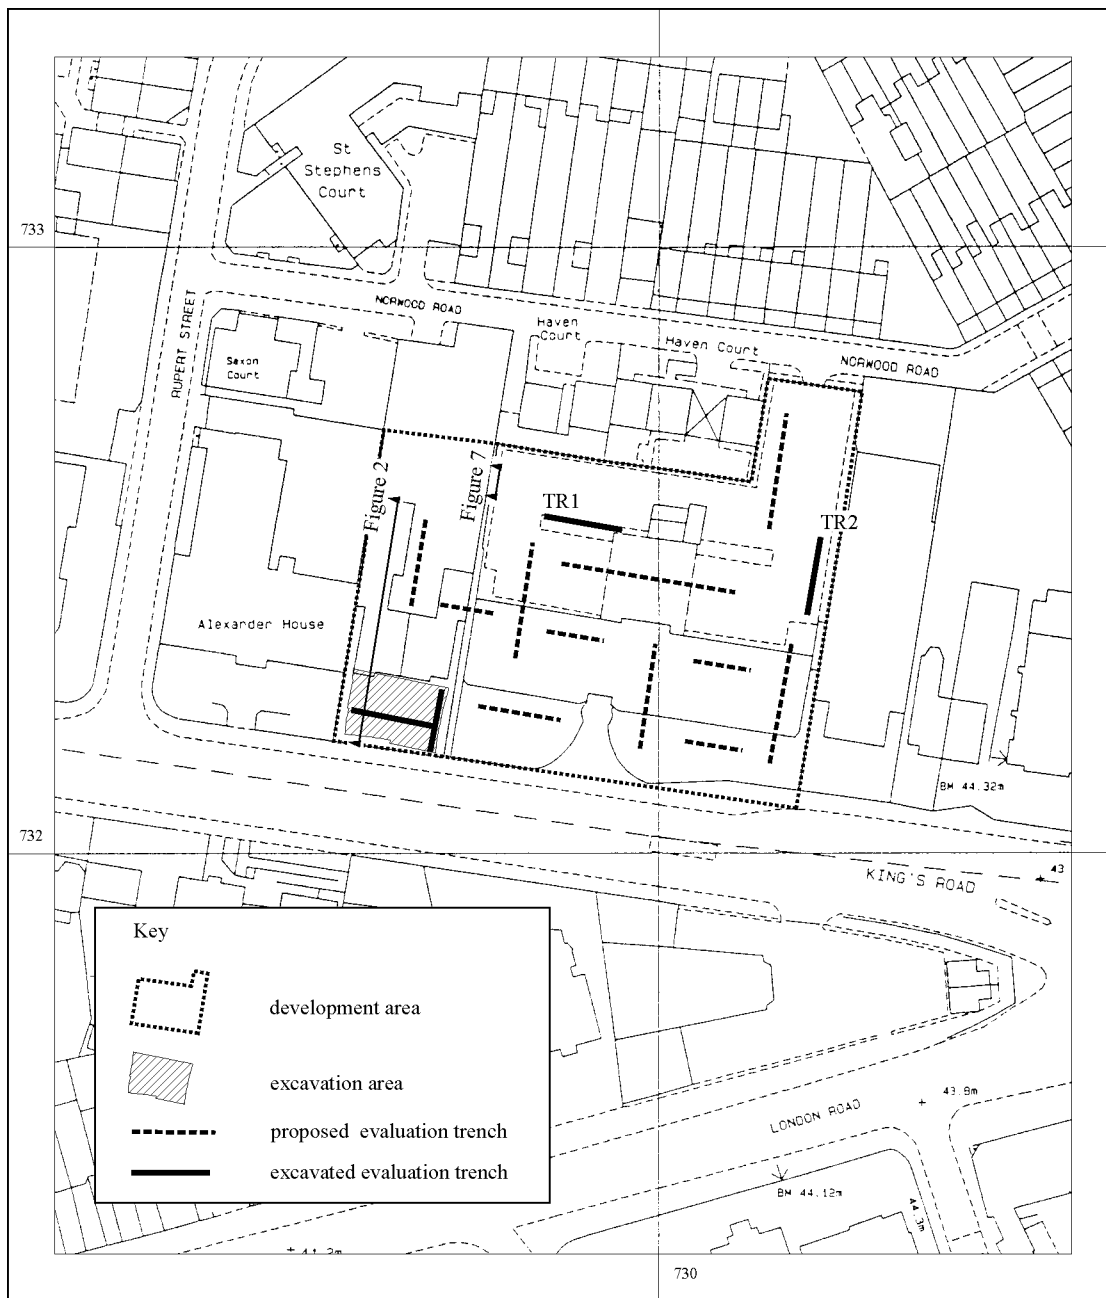 St
Stephens
Court
733
NORWOOD ROAD
RUPERT STREET
Saxon
Court
Haven
Court
Haven Court
NORWOOD ROAD
Figure 2
Figure 7
TR1
TR2
Alexander House
BM 44.32m
732
KING'S ROAD
43
Key
development area
excavation area
proposed evaluation trench
excavated evaluation trench
43.8m
LONDON ROAD
BM 44.12m
44.3m
730